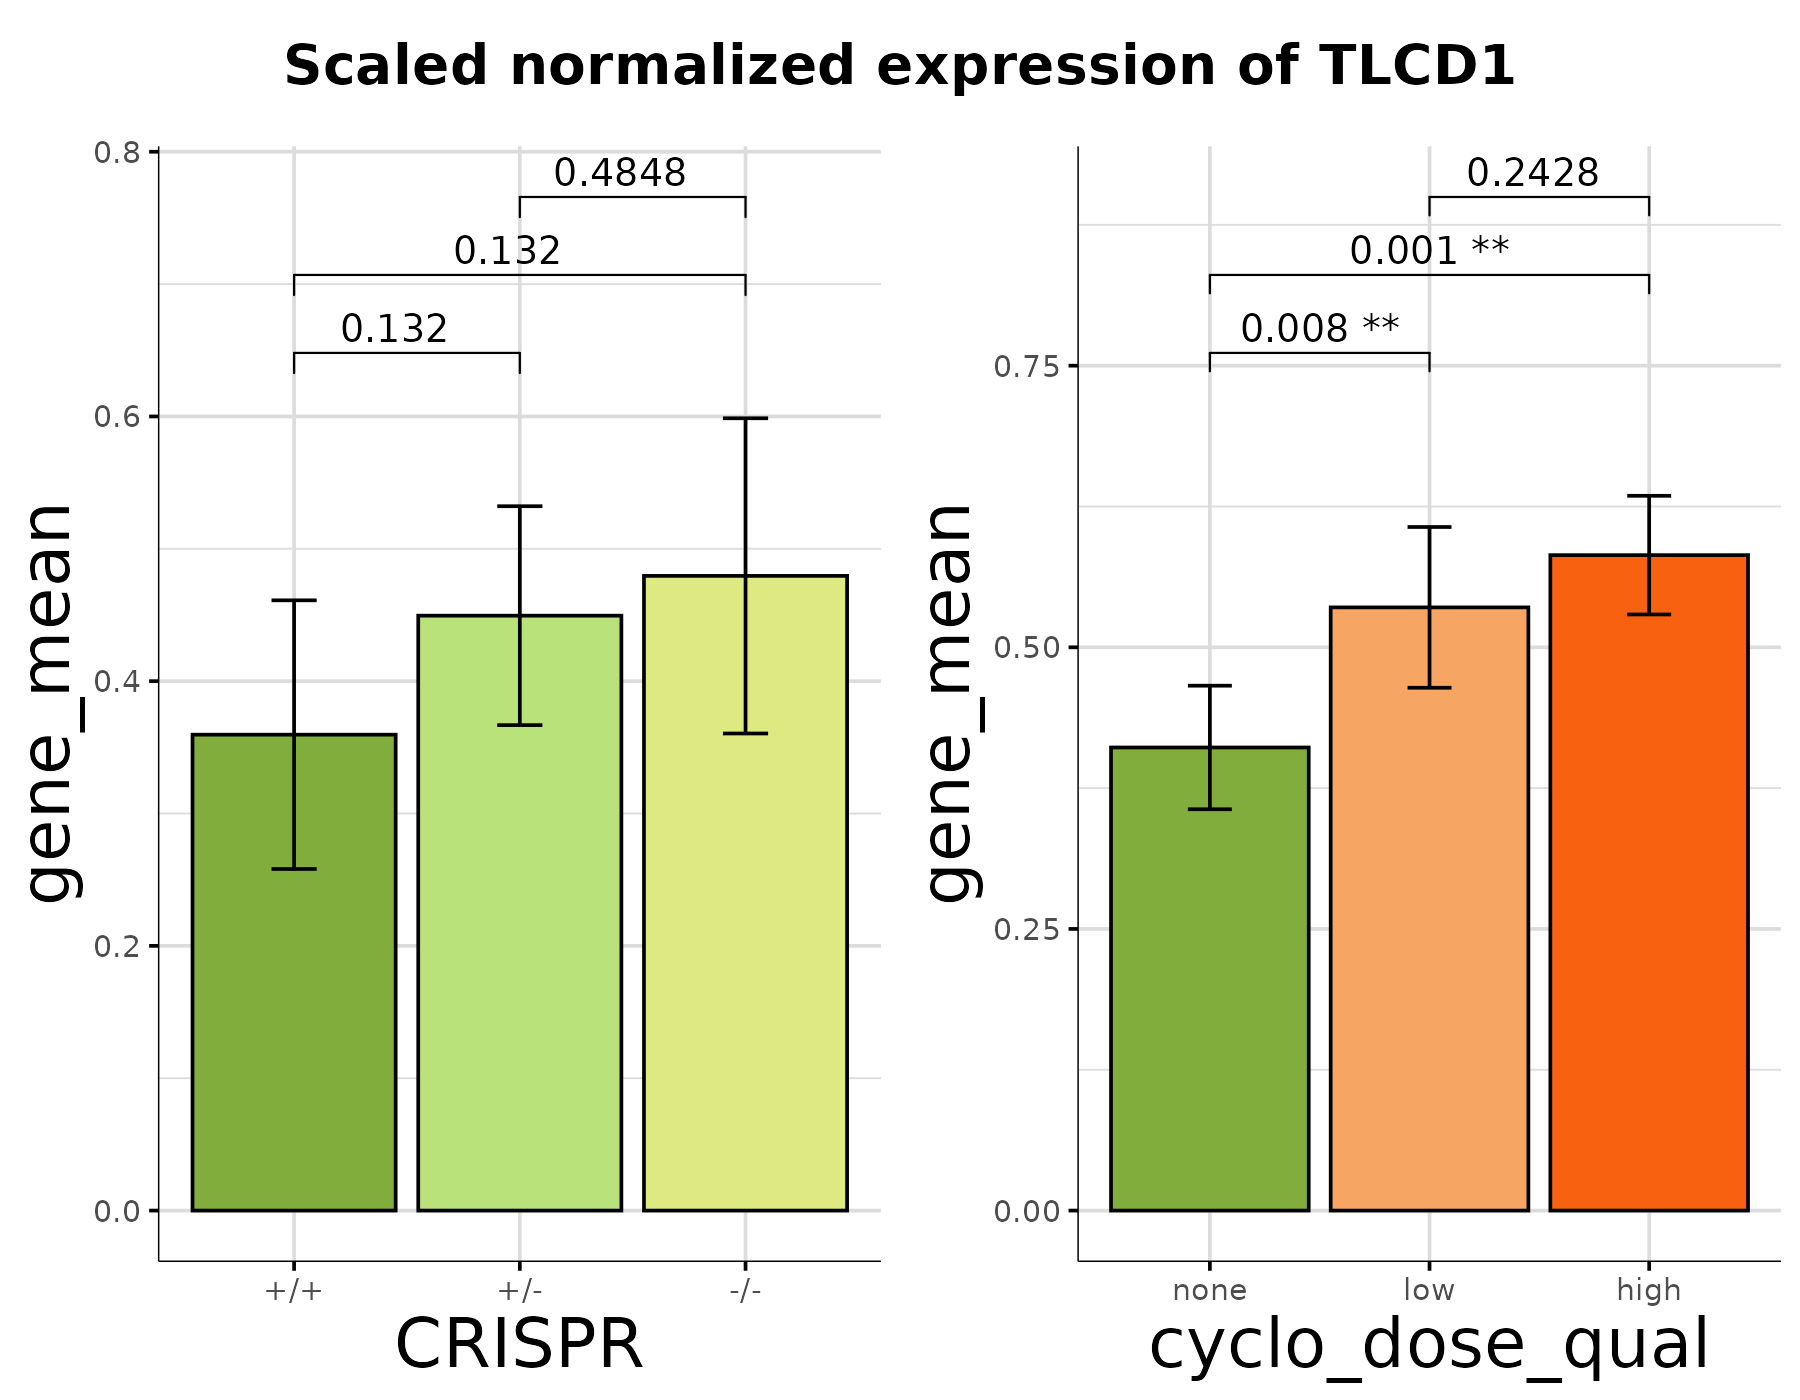 Scaled normalized expression of TLCD1
gene_mean
0.8
0.6
0.4
0.2
0.0
0.4848
0.132
0.132
+/+ +/- -/-
CRISPR
gene_mean
0.75
0.50
0.25
0.00
0.2428
0.001 **
0.008 **
none low high
cyclo_dose_qual